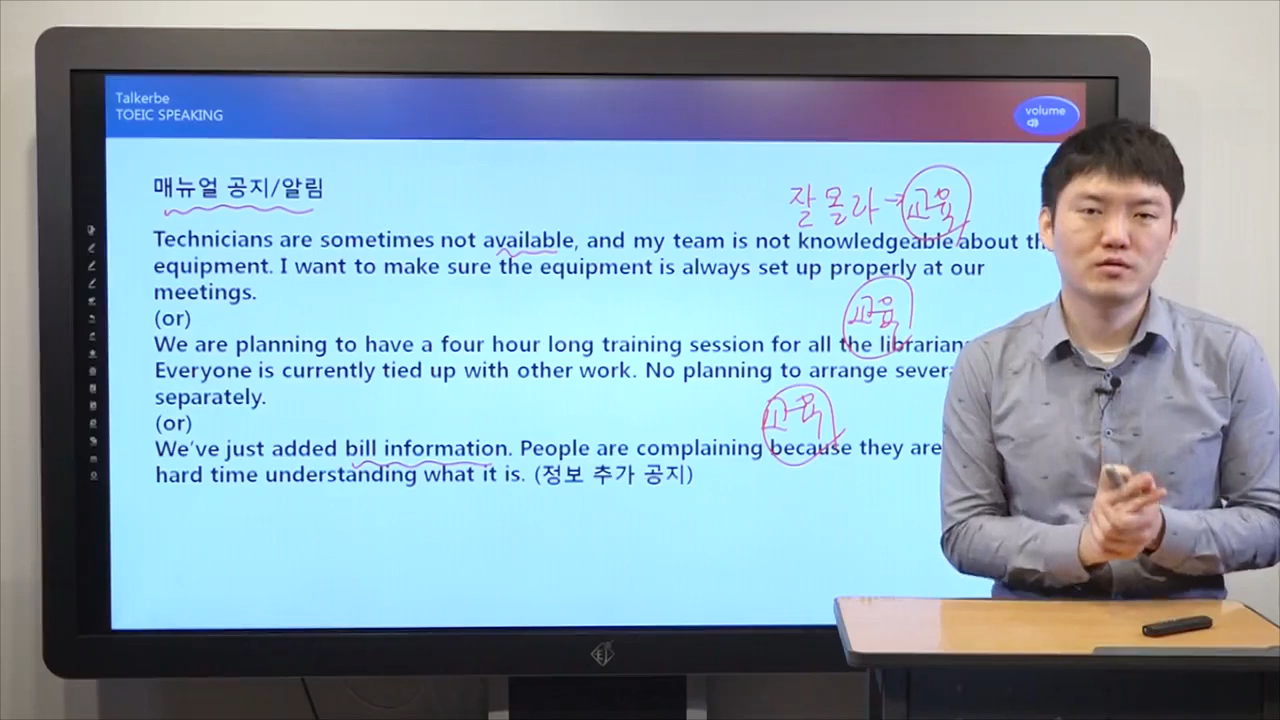 Talkerbe
TOEIC SPEAKING
volume
매뉴얼 공지/알림
잘 몰라 → 교육
Technicians are sometimes not available, and my team is not knowledgeable about
equipment. I want to make sure the equipment is always set up properly at our
meetings.
(or)
교육
We are planning to have a four hour long training session for all the
Everyone is currently tied up with other work. No planning to arrange
separately.
교육
(or)
We've just added bill information. People are complaining because they are
hard time understanding what it is. (정보 추가 공지)